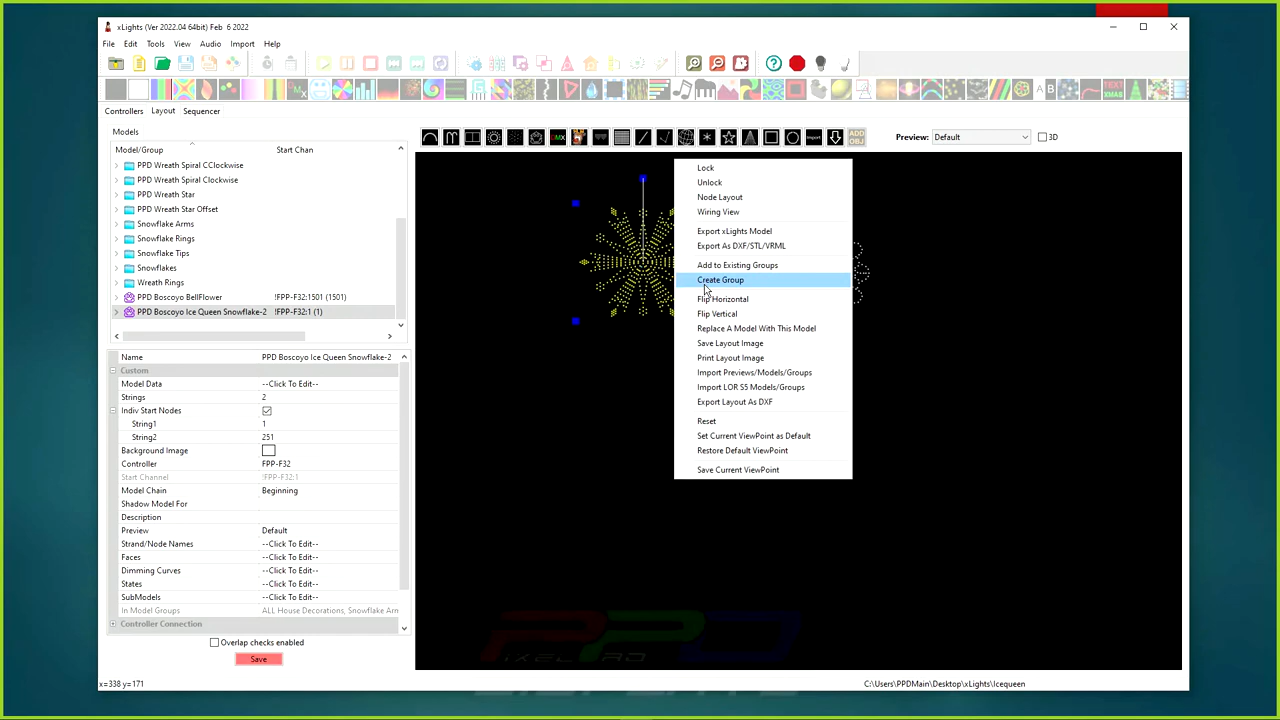 xLights (Ver 2022.04 64bit) Feb 6 2022
File Edit Tools View Audio Import Help
Controllers Layout Sequencer
Models
Preview: Default 3D
Model/Group Start Chan
PPD Wreath Spiral CClockwise
PPD Wreath Spiral Clockwise
PPD Wreath Star
PPD Wreath Star Offset
Snowflake Arms
Snowflake Rings
Snowflake Tips
Snowflakes
Wreath Rings
PPD Boscoyo BellFlower !FPP-F32:1501 (1501)
PPD Boscoyo Ice Queen Snowflake-2 !FPP-F32:1 (1)
Name PPD Boscoyo Ice Queen Snowflake-2
Custom
Model Data --Click To Edit--
Strings 2
Indiv Start Nodes
String1 1
String2 251
Background Image
Controller FPP-F32
Start Channel !FPP-F32:1
Model Chain Beginning
Shadow Model For
Description
Preview Default
Strand/Node Names --Click To Edit--
Faces --Click To Edit--
Dimming Curves --Click To Edit--
States --Click To Edit--
SubModels --Click To Edit--
In Model Groups ALL House Decorations, Snowflake Arn
Controller Connection
Overlap checks enabled
Save
Lock
Unlock
Node Layout
Wiring View
Export xLights Model
Export As DXF/STL/VRML
Add to Existing Groups
Create Group
Flip Horizontal
Flip Vertical
Replace A Model With This Model
Save Layout Image
Print Layout Image
Import Previews/Models/Groups
Import LOR S5 Models/Groups
Export Layout As DXF
Reset
Set Current ViewPoint as Default
Restore Default ViewPoint
Save Current ViewPoint
PPD
x=338 y=171
C:\Users\PPDMain\Desktop\xLights\Icequeen